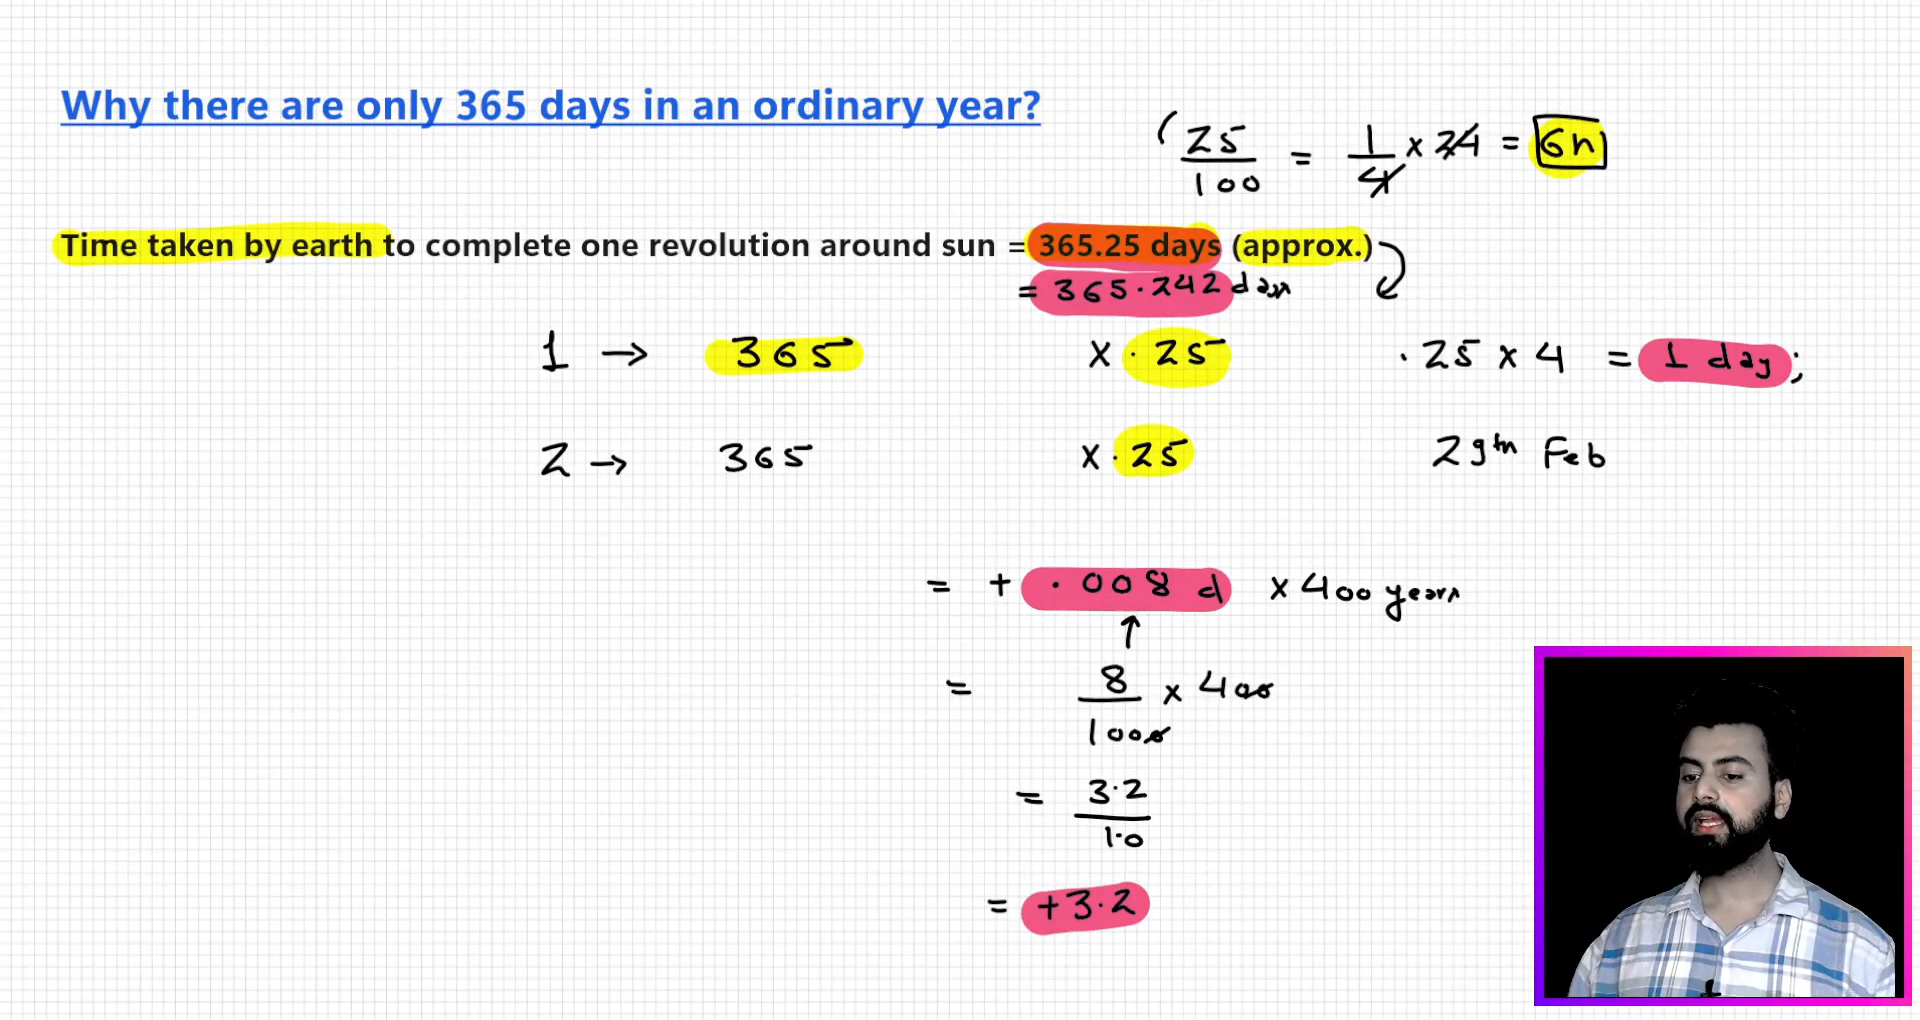 Why there are only 365 days in an ordinary year?
25/100 = 1/4 x 24 = 6h
Time taken by earth to complete one revolution around sun = 365.25 days (approx.)
= 365.242 days
1 → 365 x .25 .25 x 4 = 1 day;
2 → 365 x .25 29th Feb
= + .008 d x 400 years
↑
= 8/1000 x 400
= 3.2/1.0
= +3.2